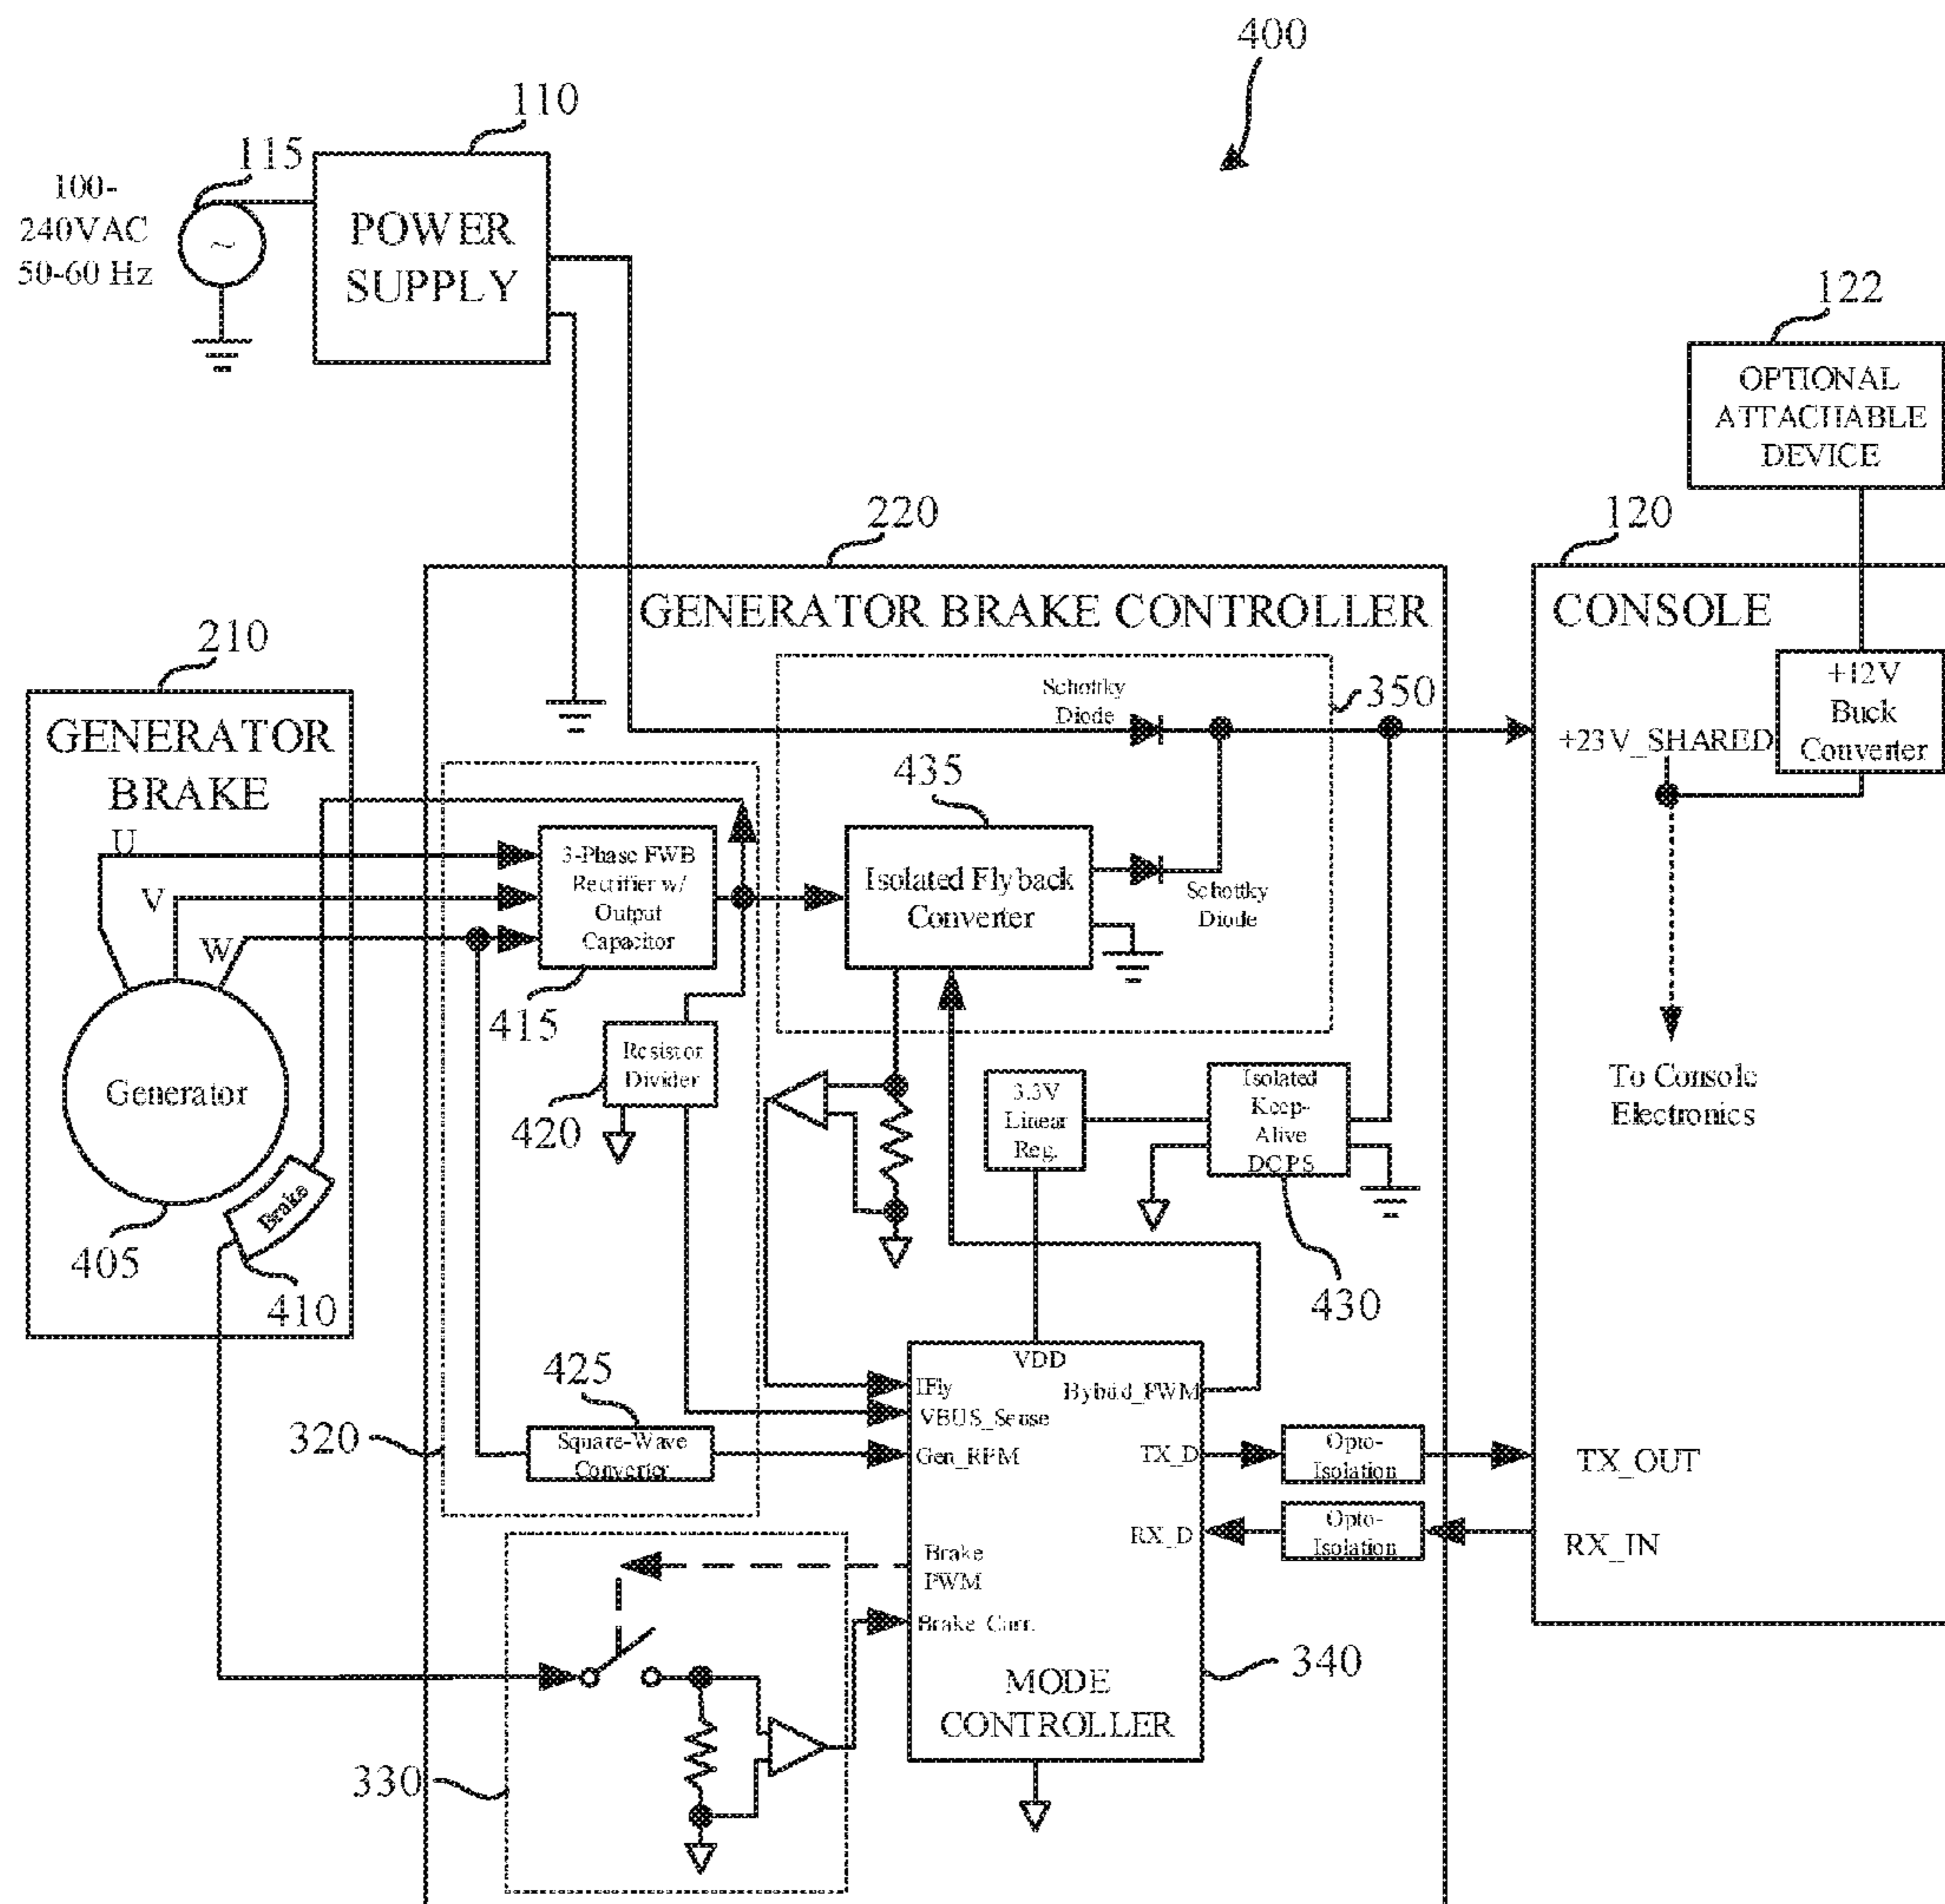 400
110
115
100-
240VAC
50-60 Hz
~
POWER
SUPPLY
122
OPTIONAL
ATTACHABLE
DEVICE
220
120
GENERATOR BRAKE CONTROLLER
CONSOLE
210
GENERATOR
BRAKE
U
V
W
Generator
Brake
405
410
Schottky
Diode
350
+12V
Buck
Converter
+23V_SHARED
435
3-Phase FWB
Rectifier w/
Output
Capacitor
415
Isolated Flyback
Converter
Schottky
Diode
Resistor
Divider
420
3.3V
Linear
Reg.
Isolated
Keep-
Alive
DCPS
430
To Console
Electronics
VDD
IFly
Hybrid_PWM
VBUS_Sense
425
320
Square-Wave
Converter
Gen_RPM
TX_D
Opto-
Isolation
TX_OUT
RX_D
Opto-
Isolation
RX_IN
Brake
PWM
Brake_Curr.
MODE
CONTROLLER
340
330